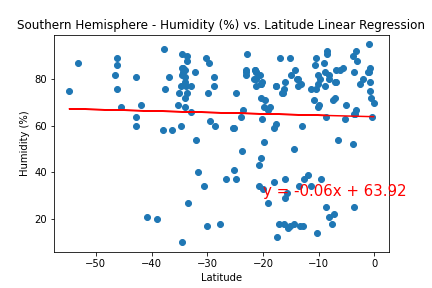 Southern Hemisphere - Humidity (%) vs. Latitude Linear Regression
Humidity (%)
80
60
40
20
y = -0.06x + 63.92
−50
−40
−30
−20
−10
0
Latitude